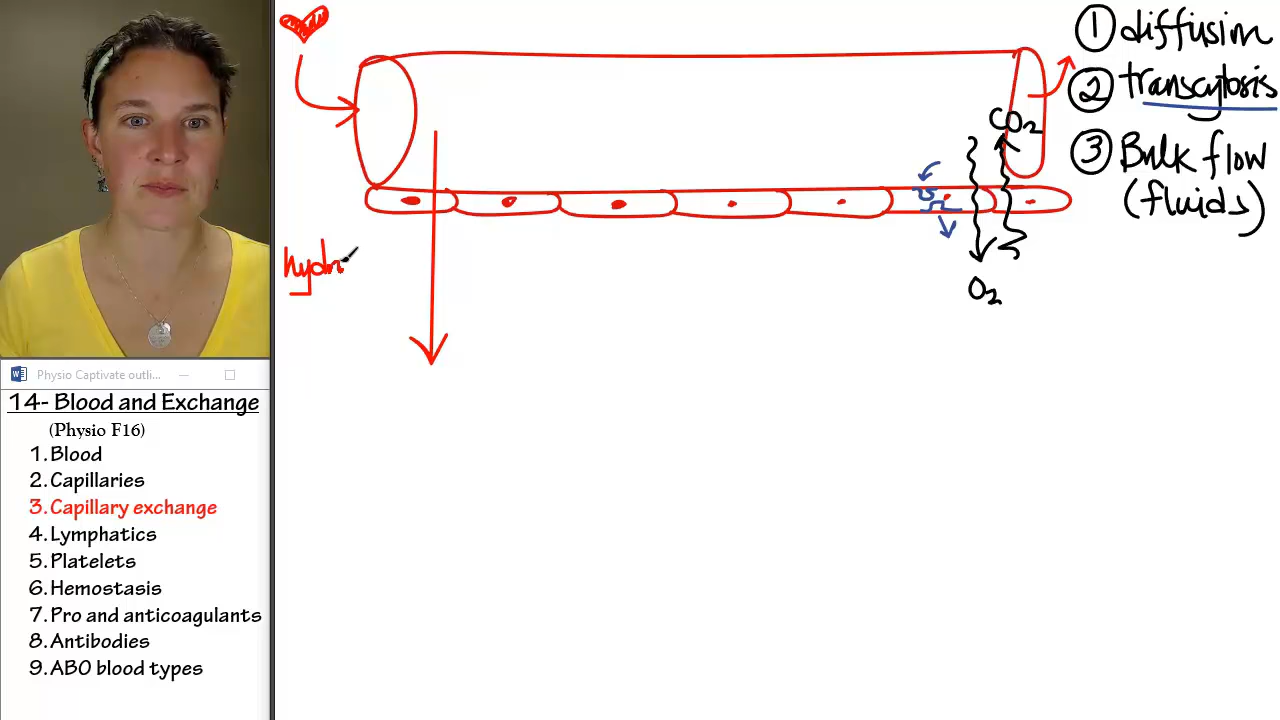 ① diffusion
② transcytosis
③ Bulk flow
(fluids)
CO2
O2
hydr
Physio Captivate outli...
14- Blood and Exchange
(Physio F16)
1. Blood
2. Capillaries
3. Capillary exchange
4. Lymphatics
5. Platelets
6. Hemostasis
7. Pro and anticoagulants
8. Antibodies
9. ABO blood types